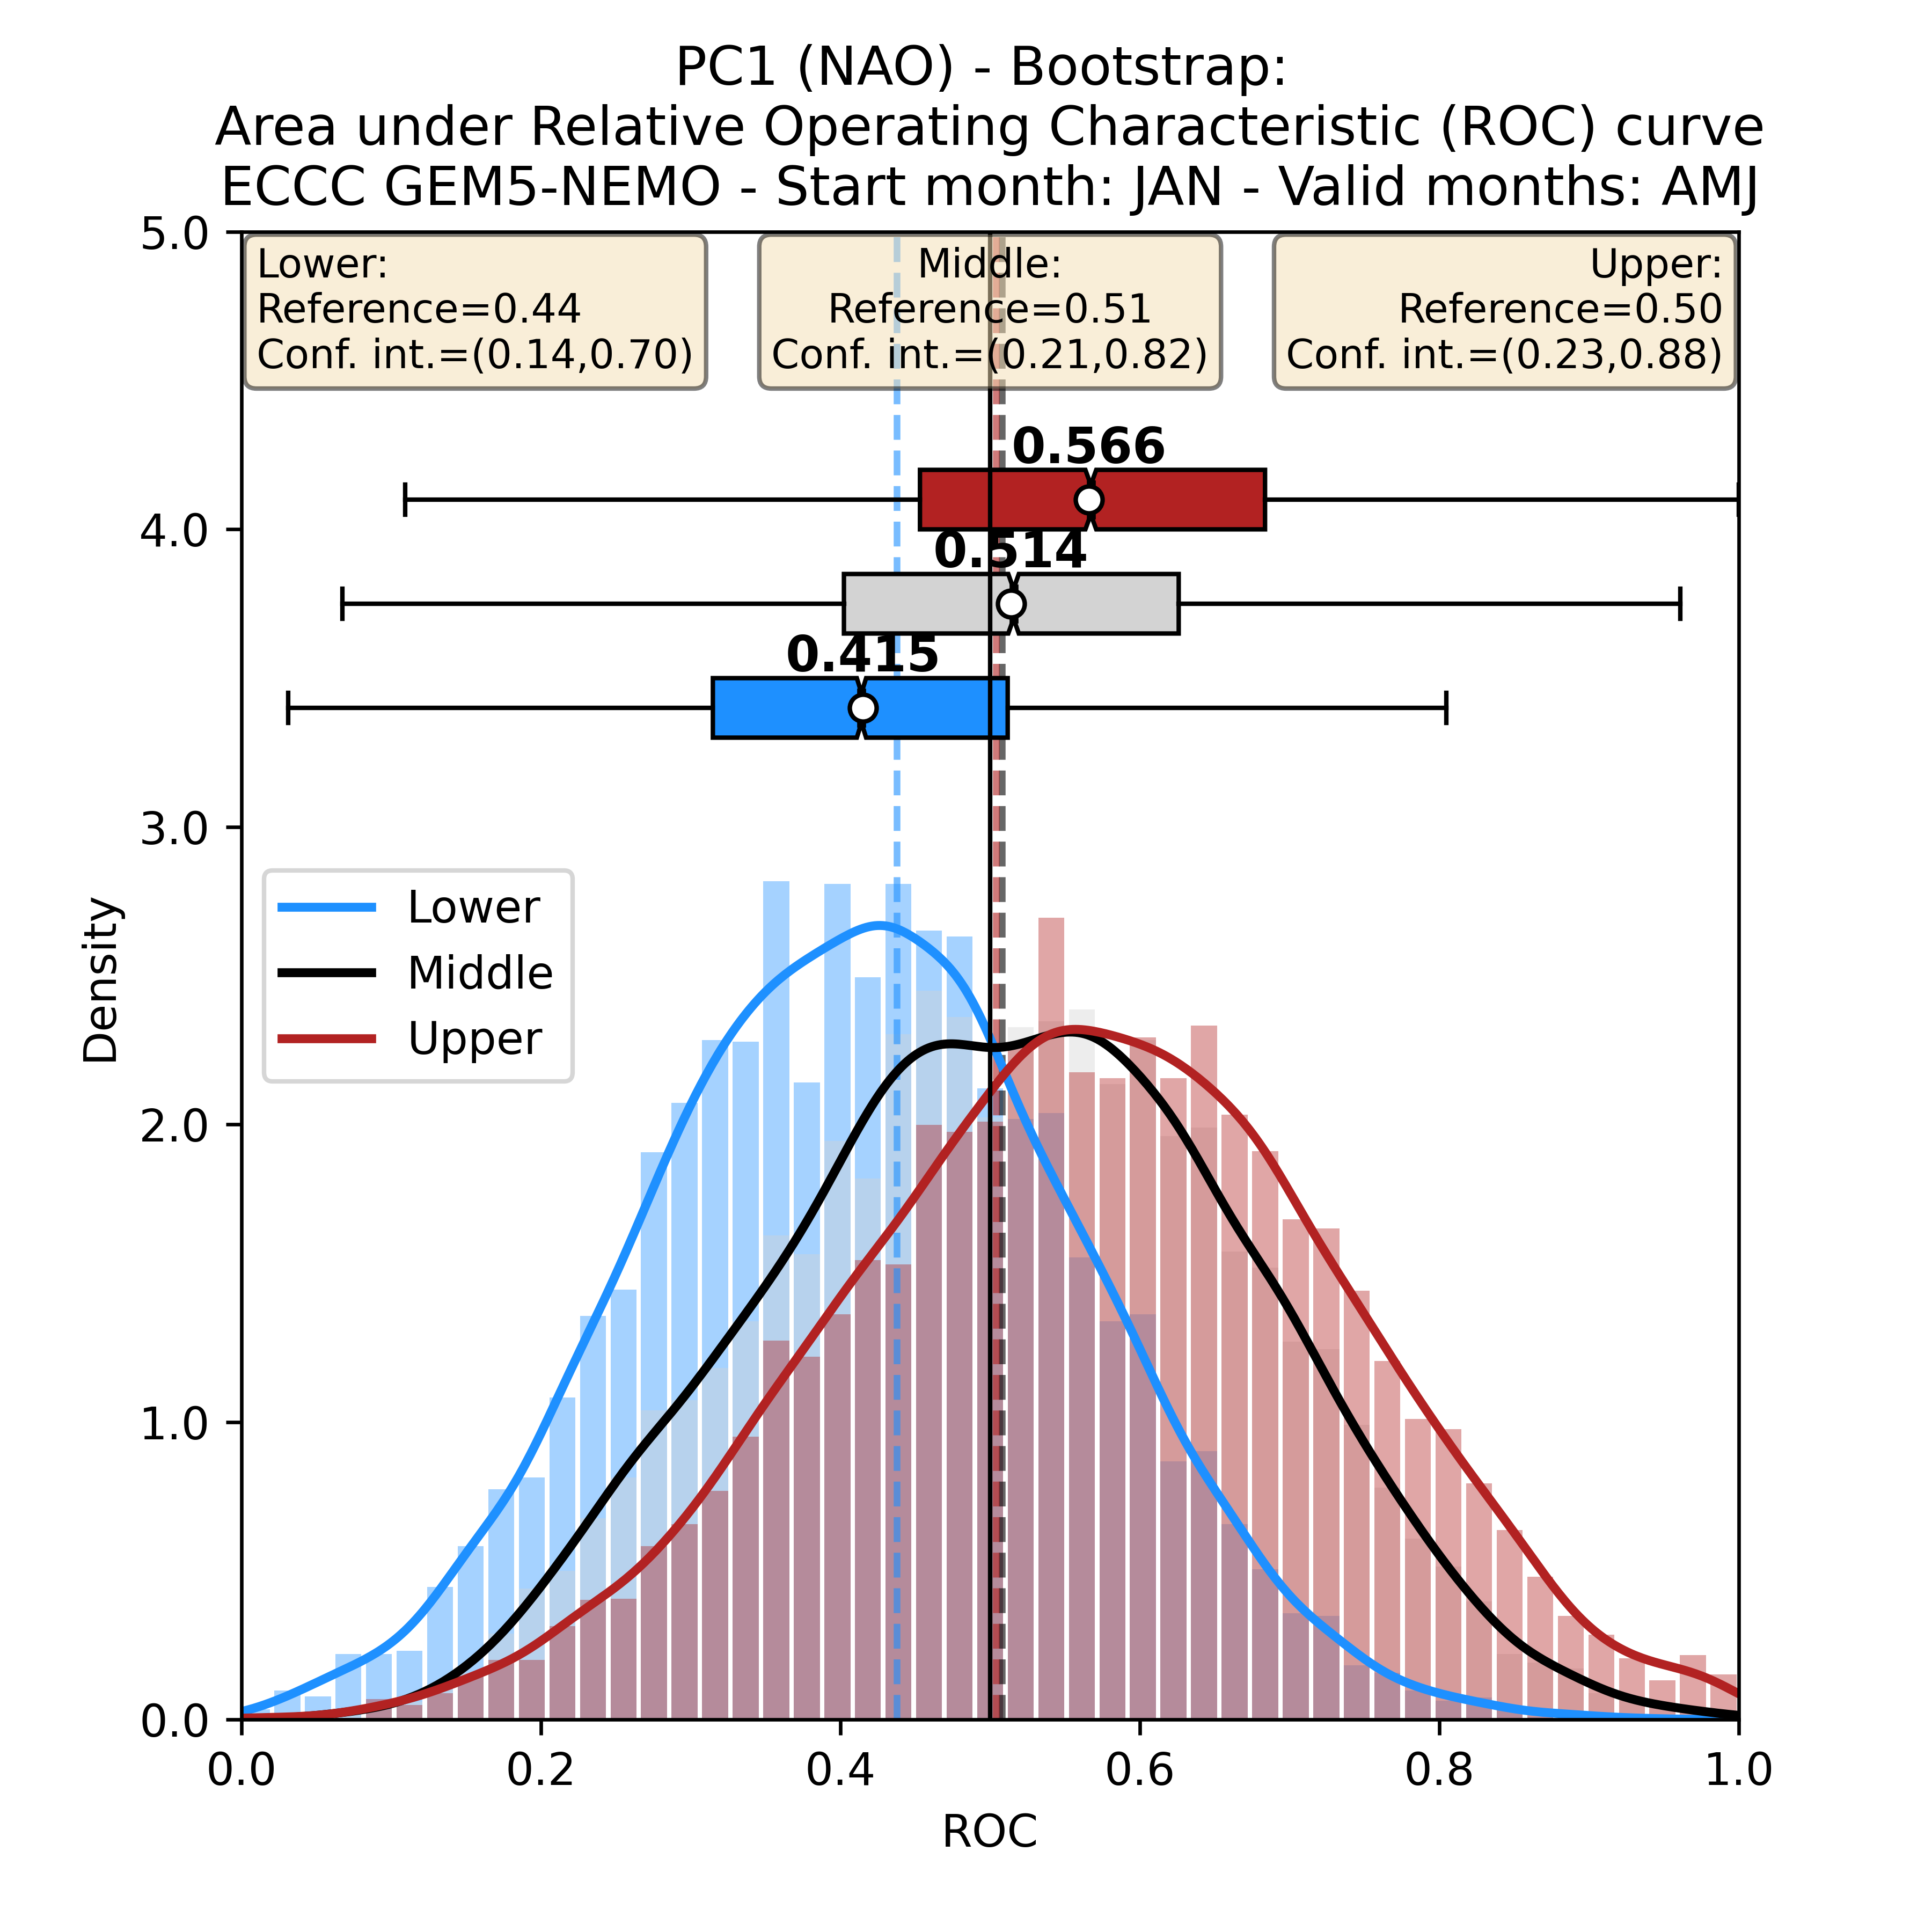 PC1 (NAO) - Bootstrap:
Area under Relative Operating Characteristic (ROC) curve
ECCC GEM5-NEMO - Start month: JAN - Valid months: AMJ
5.0
Lower:
Reference=0.44
Conf. int.=(0.14,0.70)
Middle:
Reference=0.51
Conf. int.=(0.21,0.82)
Upper:
Reference=0.50
Conf. int.=(0.23,0.88)
0.566
4.0
0.514
0.415
3.0
Lower
Middle
Upper
Density
2.0
1.0
0.0
0.0 0.2 0.4 0.6 0.8 1.0
ROC